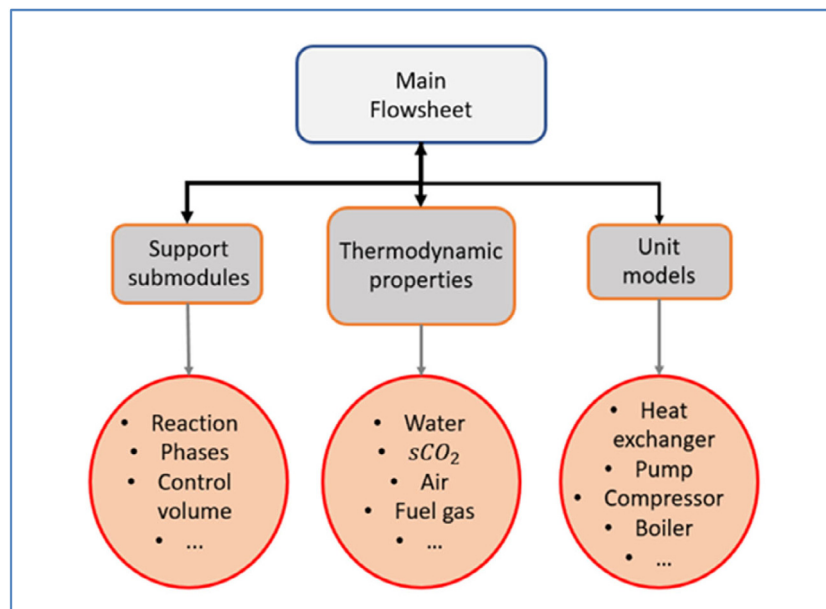 Main
Flowsheet
Support
submodules
Thermodynamic
properties
Unit
models
• Reaction
• Phases
• Control
volume
• ...
• Water
• sCO₂
• Air
• Fuel gas
• ...
• Heat
exchanger
• Pump
• Compressor
• Boiler
• ...